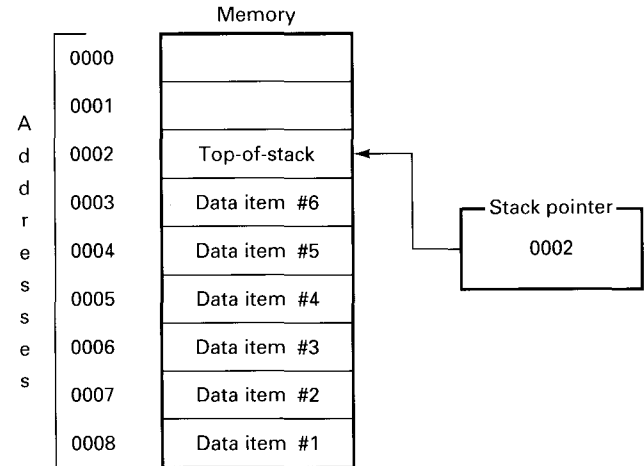 Memory
Addresses
0000
0001
0002 Top-of-stack
0003 Data item #6
0004 Data item #5
0005 Data item #4
0006 Data item #3
0007 Data item #2
0008 Data item #1
Stack pointer
0002